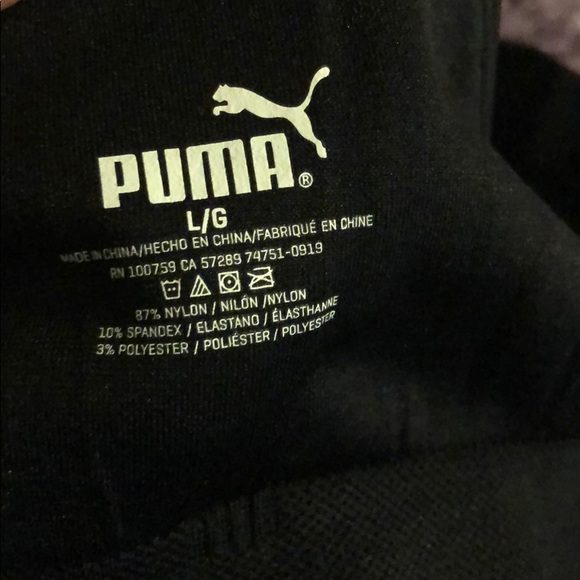 PUMA®
L/G
MADE IN CHINA/HECHO EN CHINA/FABRIQUÉ EN CHINE
RN 100759 CA 57289 74751-0919
87% NYLON / NILÓN /NYLON
10% SPANDEX / ELASTANO / ÉLASTHANNE
3% POLYESTER / POLIÉSTER / POLYESTER